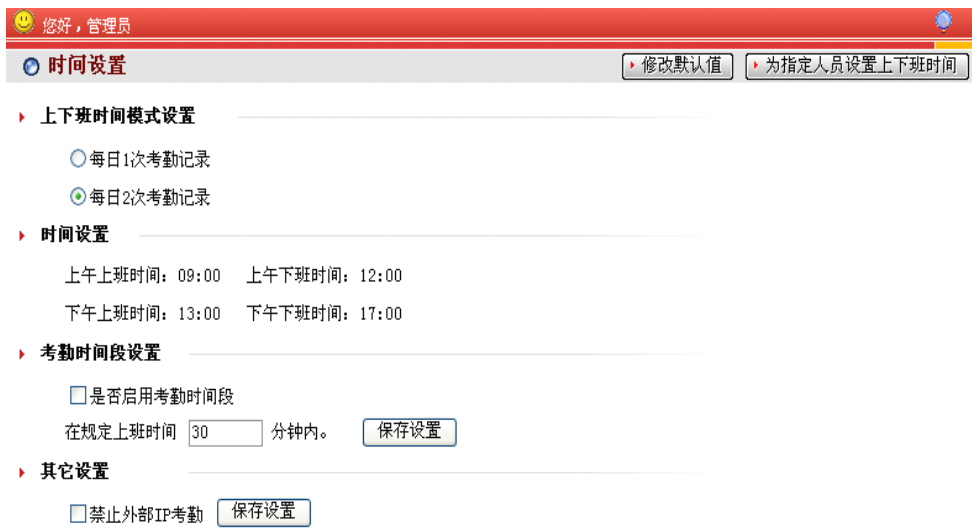 您好，管理员
时间设置 修改默认值 为指定人员设置上下班时间
上下班时间模式设置
每日1次考勤记录
每日2次考勤记录
时间设置
上午上班时间：09:00 上午下班时间：12:00
下午上班时间：13:00 下午下班时间：17:00
考勤时间段设置
是否启用考勤时间段
在规定上班时间 30 分钟内。 保存设置
其它设置
禁止外部IP考勤 保存设置